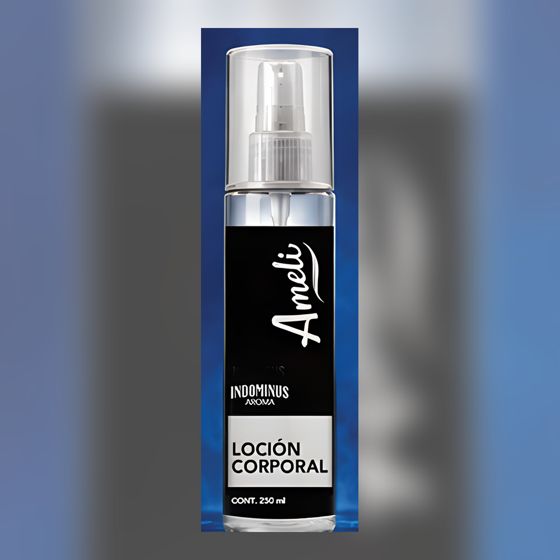 Ameli
INDOMINUS
AROMA
LOCIÓN
CORPORAL
CONT. 250 ml